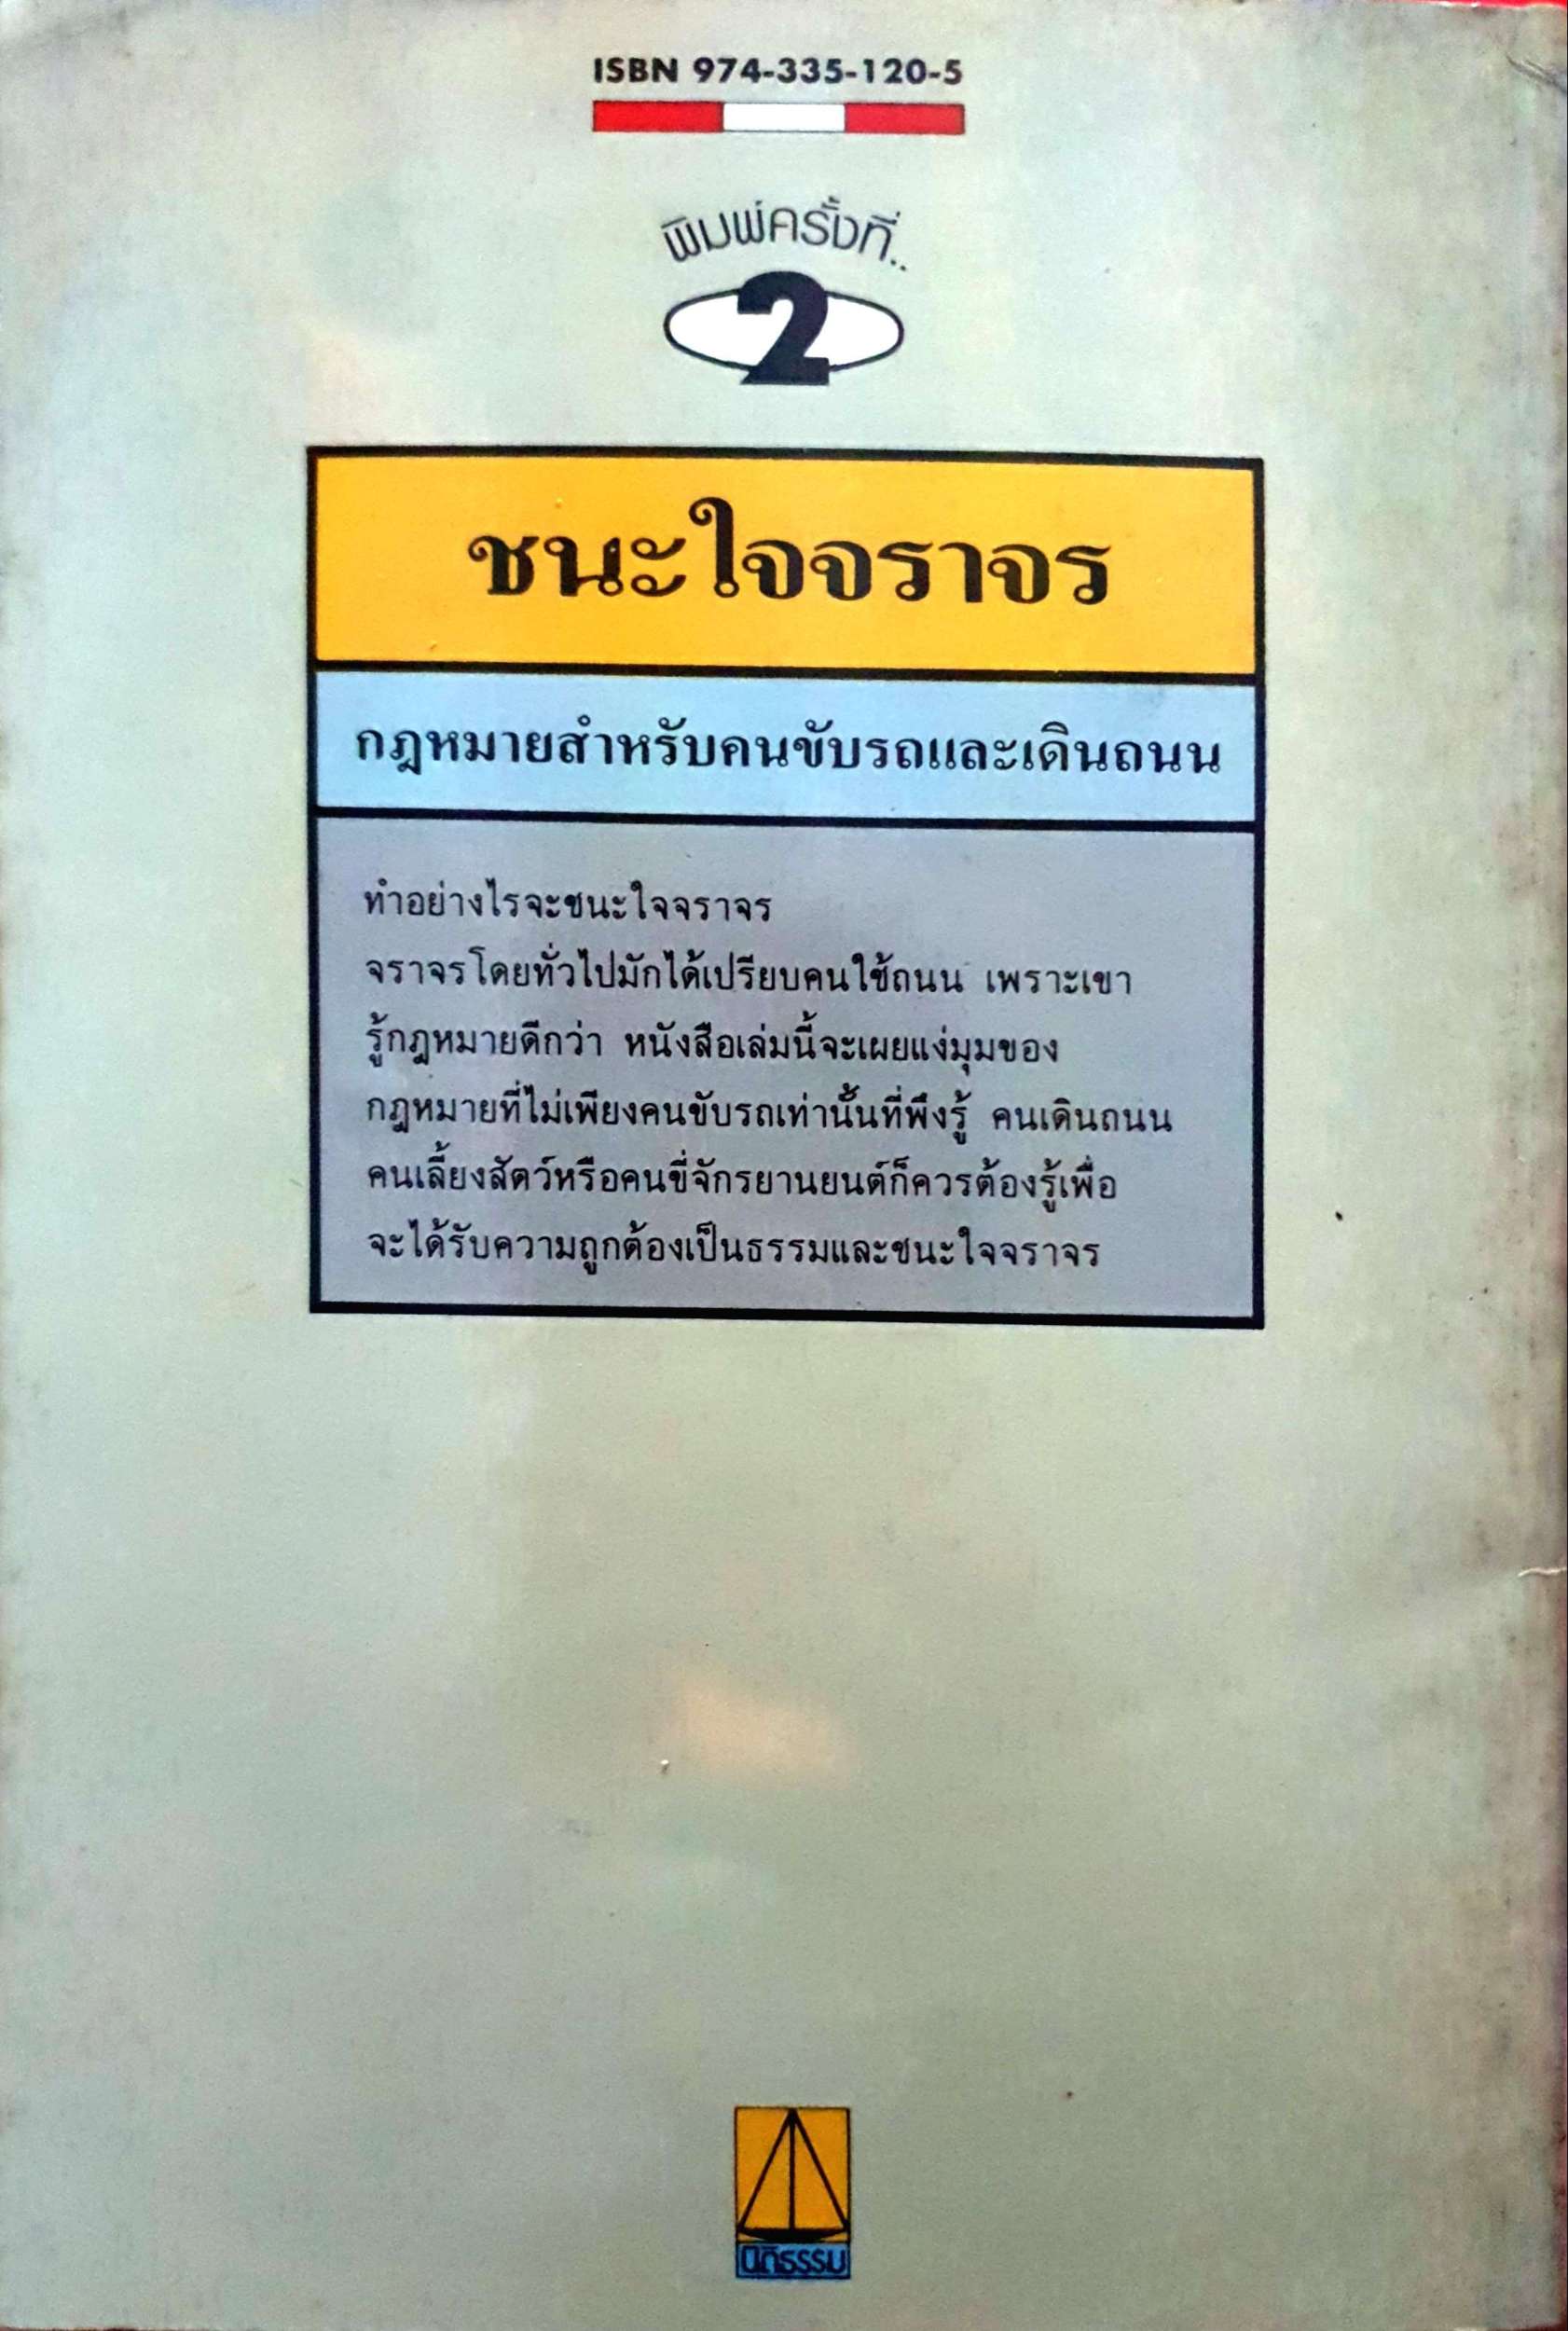 ISBN 974-335-120-5
พิมพ์ครั้งที่..
2
ชนะใจจราจร
กฎหมายสำหรับคนขับรถและเดินถนน
ทำอย่างไรจะชนะใจจราจร
จราจรโดยทั่วไปมักได้เปรียบคนใช้ถนน เพราะเขา
รู้กฎหมายดีกว่า หนังสือเล่มนี้จะเผยแง่มุมของ
กฎหมายที่ไม่เพียงคนขับรถเท่านั้นที่พึงรู้ คนเดินถนน
คนเลี้ยงสัตว์หรือคนขี่จักรยานยนต์ก็ควรต้องรู้เพื่อ
จะได้รับความถูกต้องเป็นธรรมและชนะใจจราจร
นิติธรรม